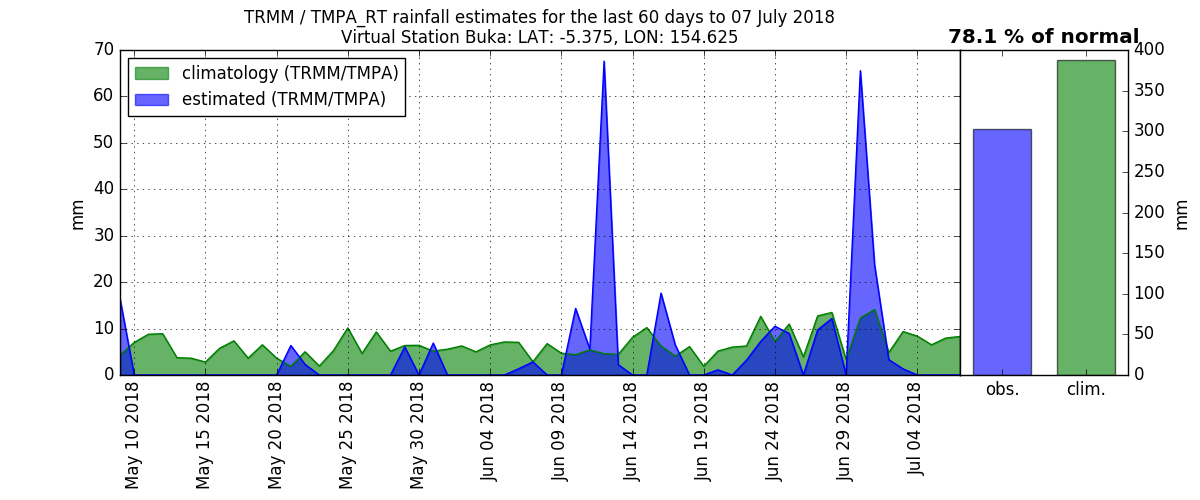 TRMM / TMPA_RT rainfall estimates for the last 60 days to 07 July 2018
Virtual Station Buka: LAT: -5.375, LON: 154.625
78.1 % of normal
climatology (TRMM/TMPA)
estimated (TRMM/TMPA)
mm
70
60
50
40
30
20
10
0
May 10 2018
May 15 2018
May 20 2018
May 25 2018
May 30 2018
Jun 04 2018
Jun 09 2018
Jun 14 2018
Jun 19 2018
Jun 24 2018
Jun 29 2018
Jul 04 2018
obs.
clim.
400
350
300
250
200
150
100
50
0
mm